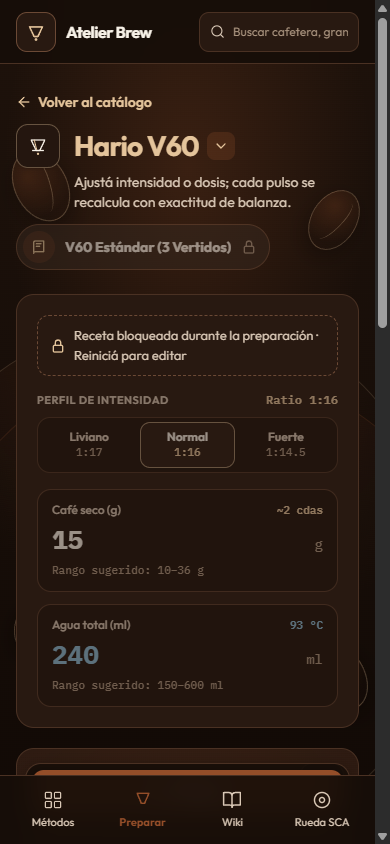 Atelier Brew
Buscar cafetera, gran
Volver al catálogo
Hario V60
Ajustá intensidad o dosis; cada pulso se
recalcula con exactitud de balanza.
V60 Estándar (3 Vertidos)
Receta bloqueada durante la preparación ·
Reiniciá para editar
PERFIL DE INTENSIDAD
Ratio 1:16
Liviano
1:17
Normal
1:16
Fuerte
1:14.5
Café seco (g)
~2 cdas
15
g
Rango sugerido: 10–36 g
Agua total (ml)
93 °C
240
ml
Rango sugerido: 150–600 ml
Métodos
Preparar
Wiki
Rueda SCA